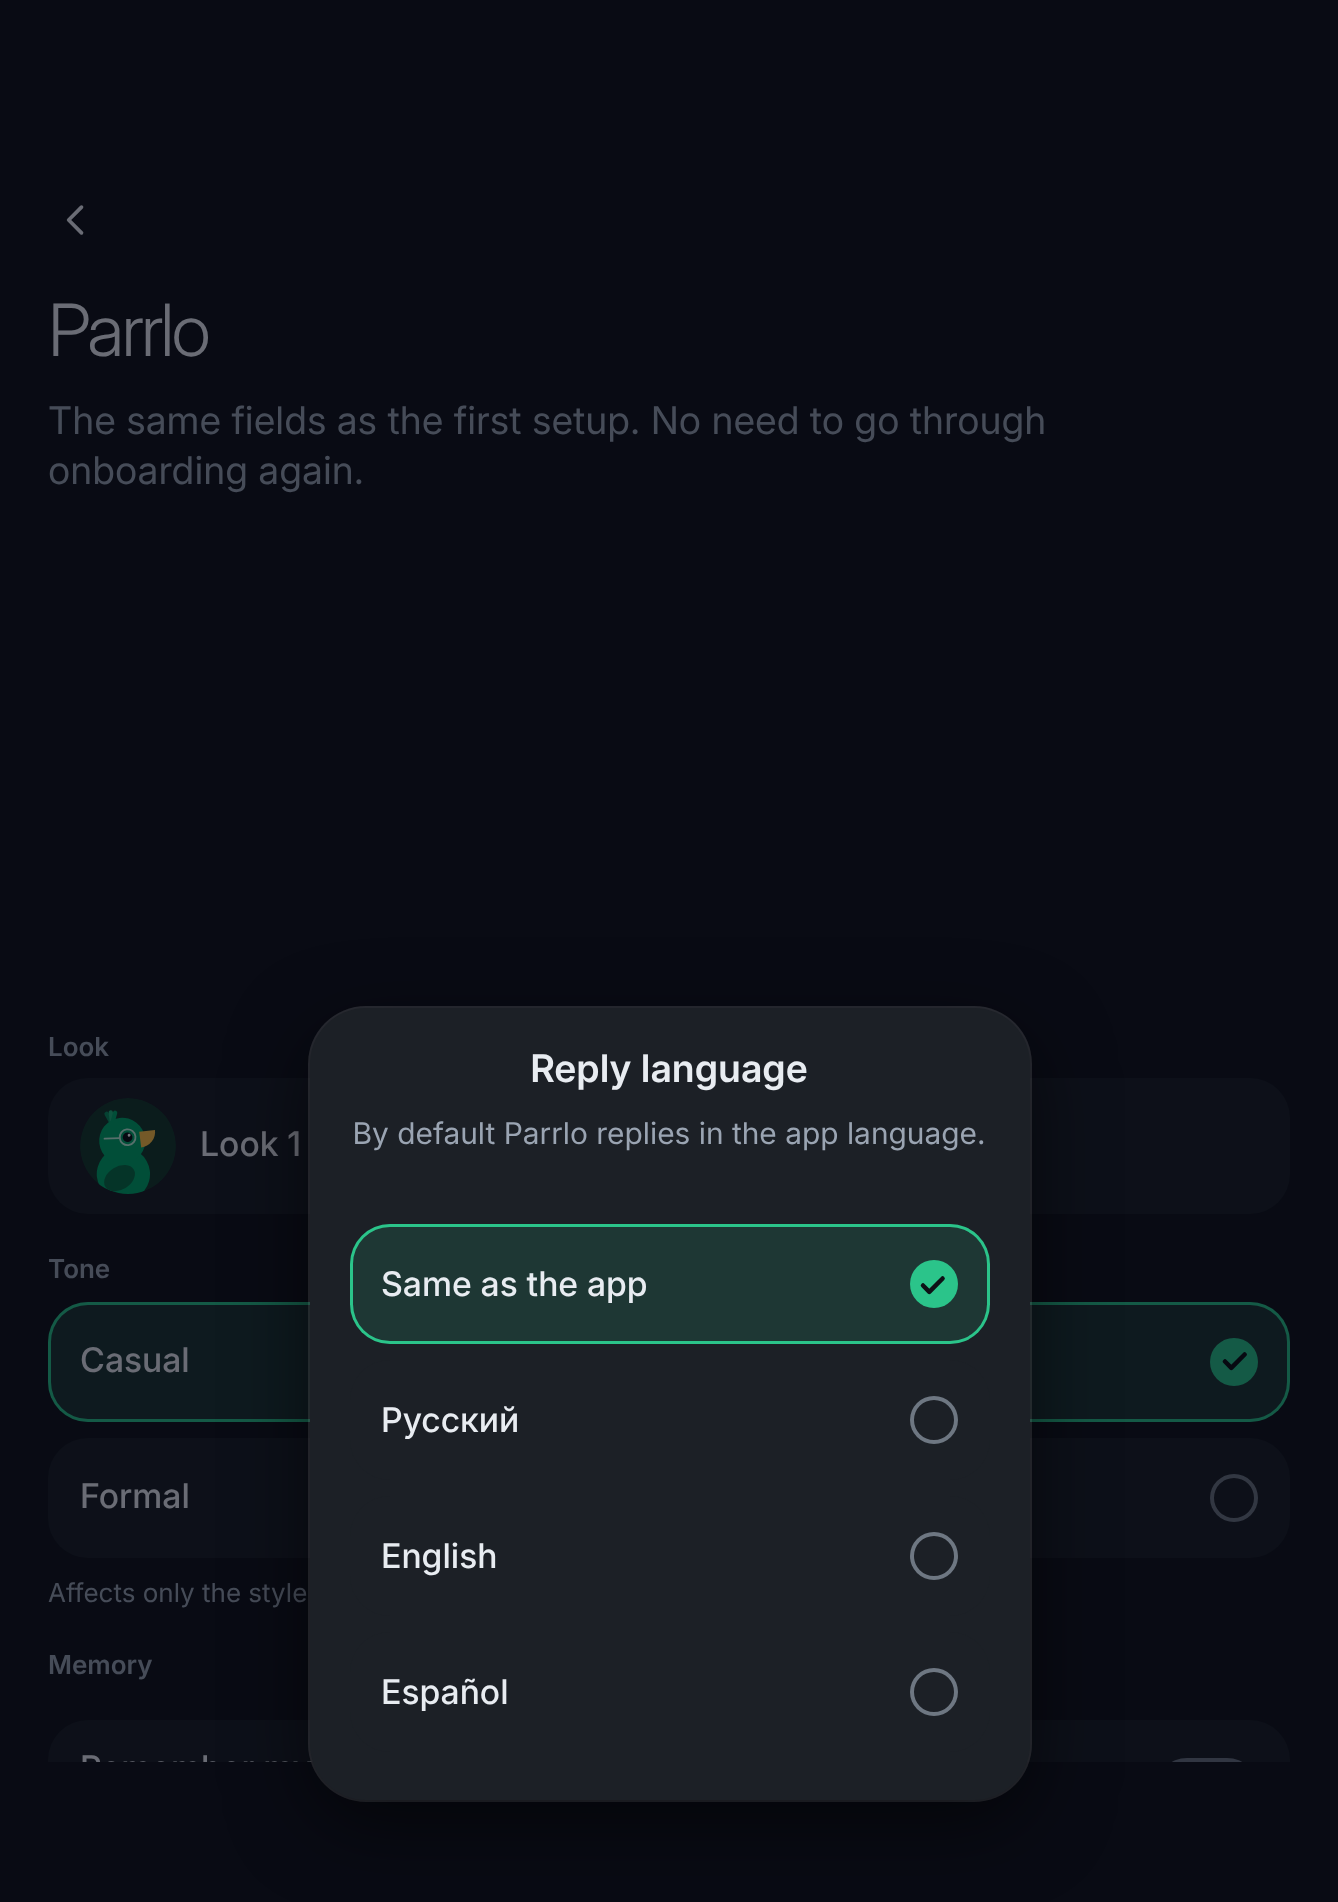 Parrlo
The same fields as the first setup. No need to go through
onboarding again.
Look
Look 1
Tone
Casual
Formal
Affects only the style
Memory
Reply language
By default Parrlo replies in the app language.
Same as the app
Русский
English
Español